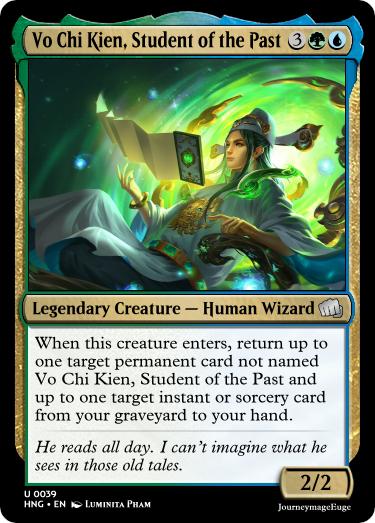 Vo Chi Kien, Student of the Past 3
Legendary Creature — Human Wizard
When this creature enters, return up to
one target permanent card not named
Vo Chi Kien, Student of the Past and
up to one target instant or sorcery card
from your graveyard to your hand.
He reads all day. I can't imagine what he
sees in those old tales.
2/2
U 0039
HNG • EN Luminita Pham
JourneymageEuge